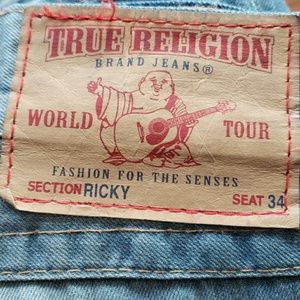 TRUE RELIGION
BRAND JEANS®
WORLD TOUR
FASHION FOR THE SENSES
SECTION RICKY SEAT 34